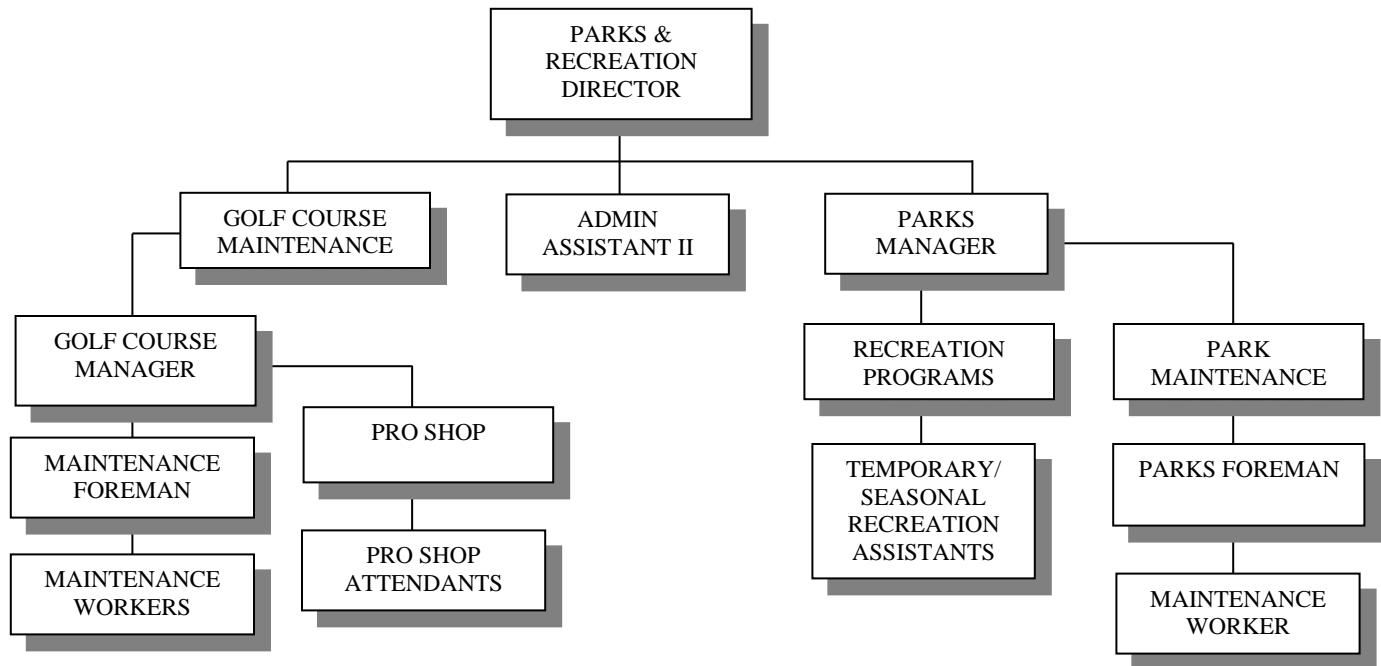 PARKS &
RECREATION
DIRECTOR
GOLF COURSE
MAINTENANCE
ADMIN
ASSISTANT II
PARKS
MANAGER
GOLF COURSE
MANAGER
RECREATION
PROGRAMS
PARK
MAINTENANCE
PRO SHOP
MAINTENANCE
FOREMAN
TEMPORARY/
SEASONAL
RECREATION
ASSISTANTS
PARKS FOREMAN
PRO SHOP
ATTENDANTS
MAINTENANCE
WORKERS
MAINTENANCE
WORKER